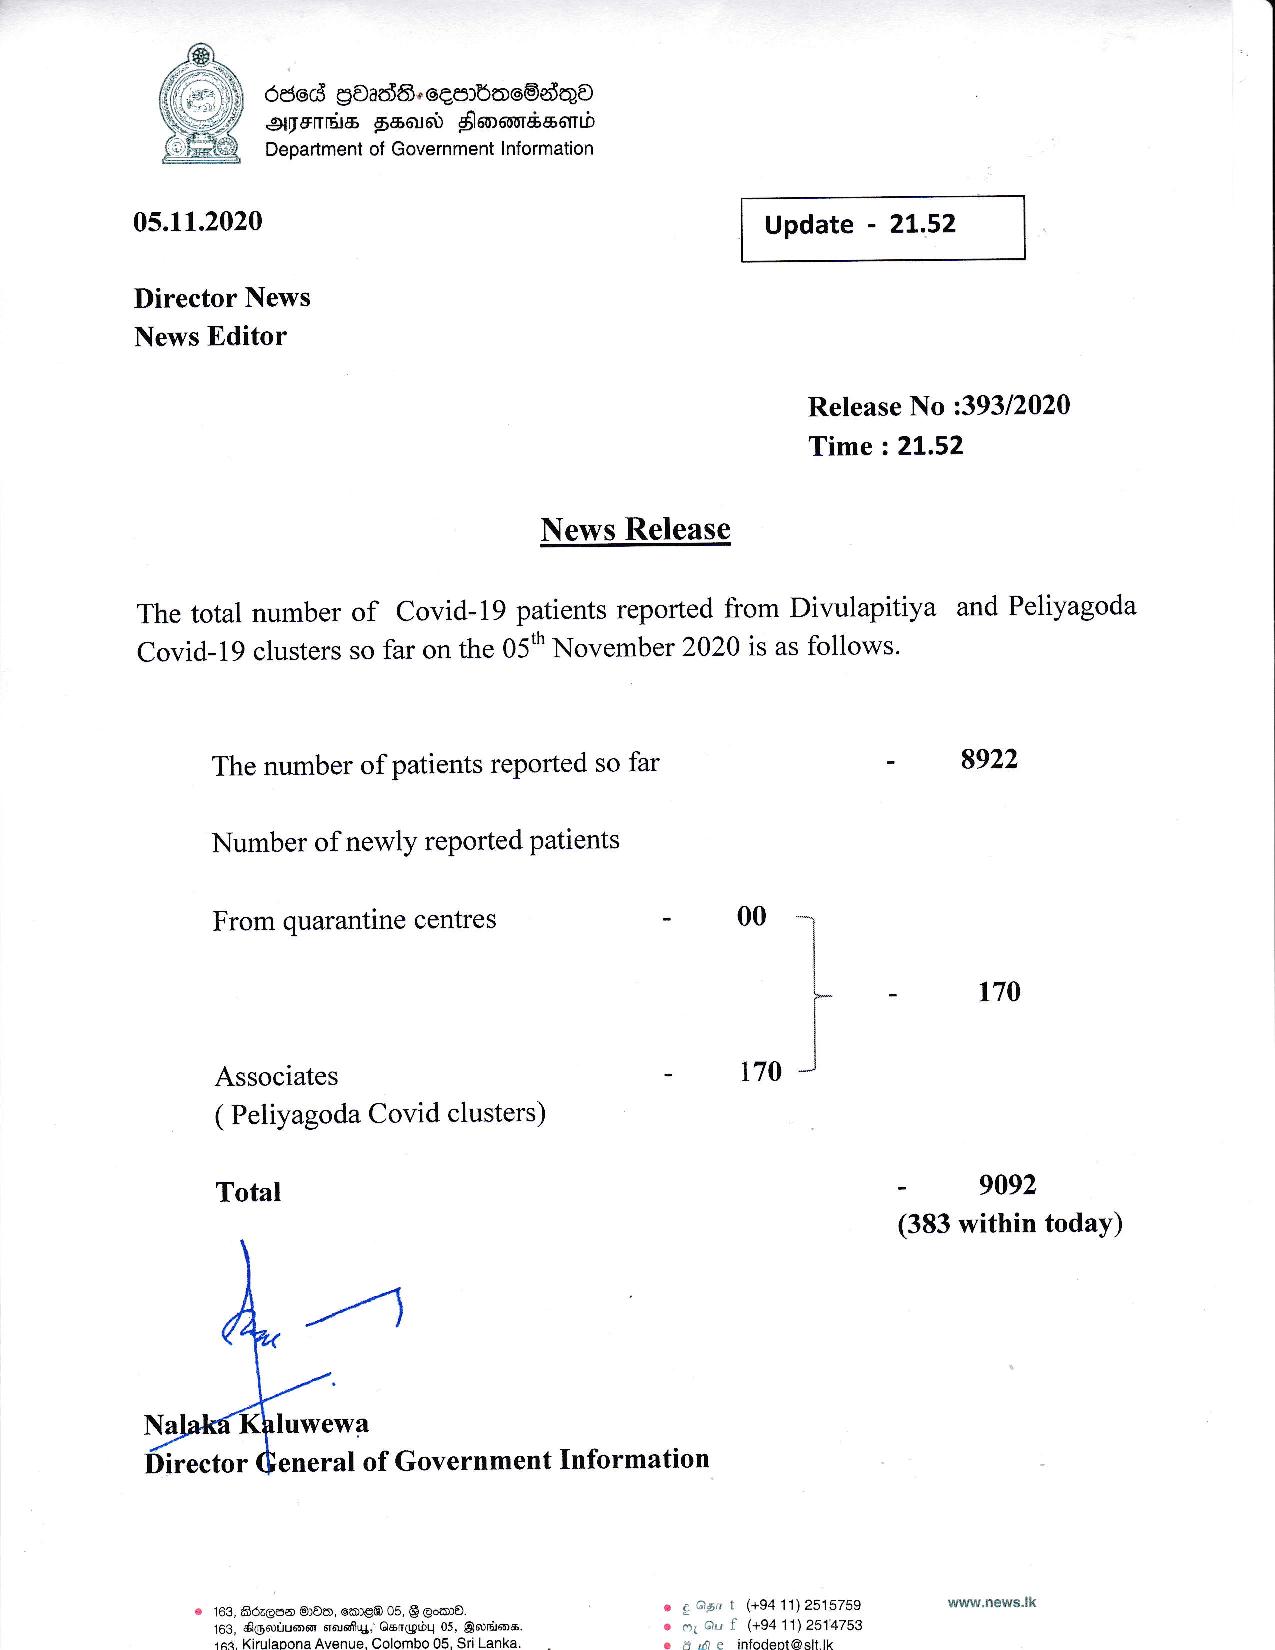 රජයේ ප්‍රවෘත්ති දෙපාර්තමේන්තුව
அரசாங்க தகவல் திணைக்களம்
Department of Government Information
05.11.2020
Update - 21.52
Director News
News Editor
Release No :393/2020
Time : 21.52
News Release
The total number of Covid-19 patients reported from Divulapitiya and Peliyagoda
Covid-19 clusters so far on the 05th November 2020 is as follows.
The number of patients reported so far - 8922
Number of newly reported patients
From quarantine centres - 00
- 170
Associates - 170
( Peliyagoda Covid clusters)
Total - 9092
(383 within today)
Nalaka Kaluwewa
Director General of Government Information
163, කිරුලපන මාවත, කොළඹ 05, ශ්‍රී ලංකාව.
163, கிருலப்பனை எவனியூ, கொழும்பு 05, இலங்கை.
163, Kirulapona Avenue, Colombo 05, Sri Lanka.
t (+94 11) 2515759
f (+94 11) 2514753
e infodept@slt.lk
www.news.lk